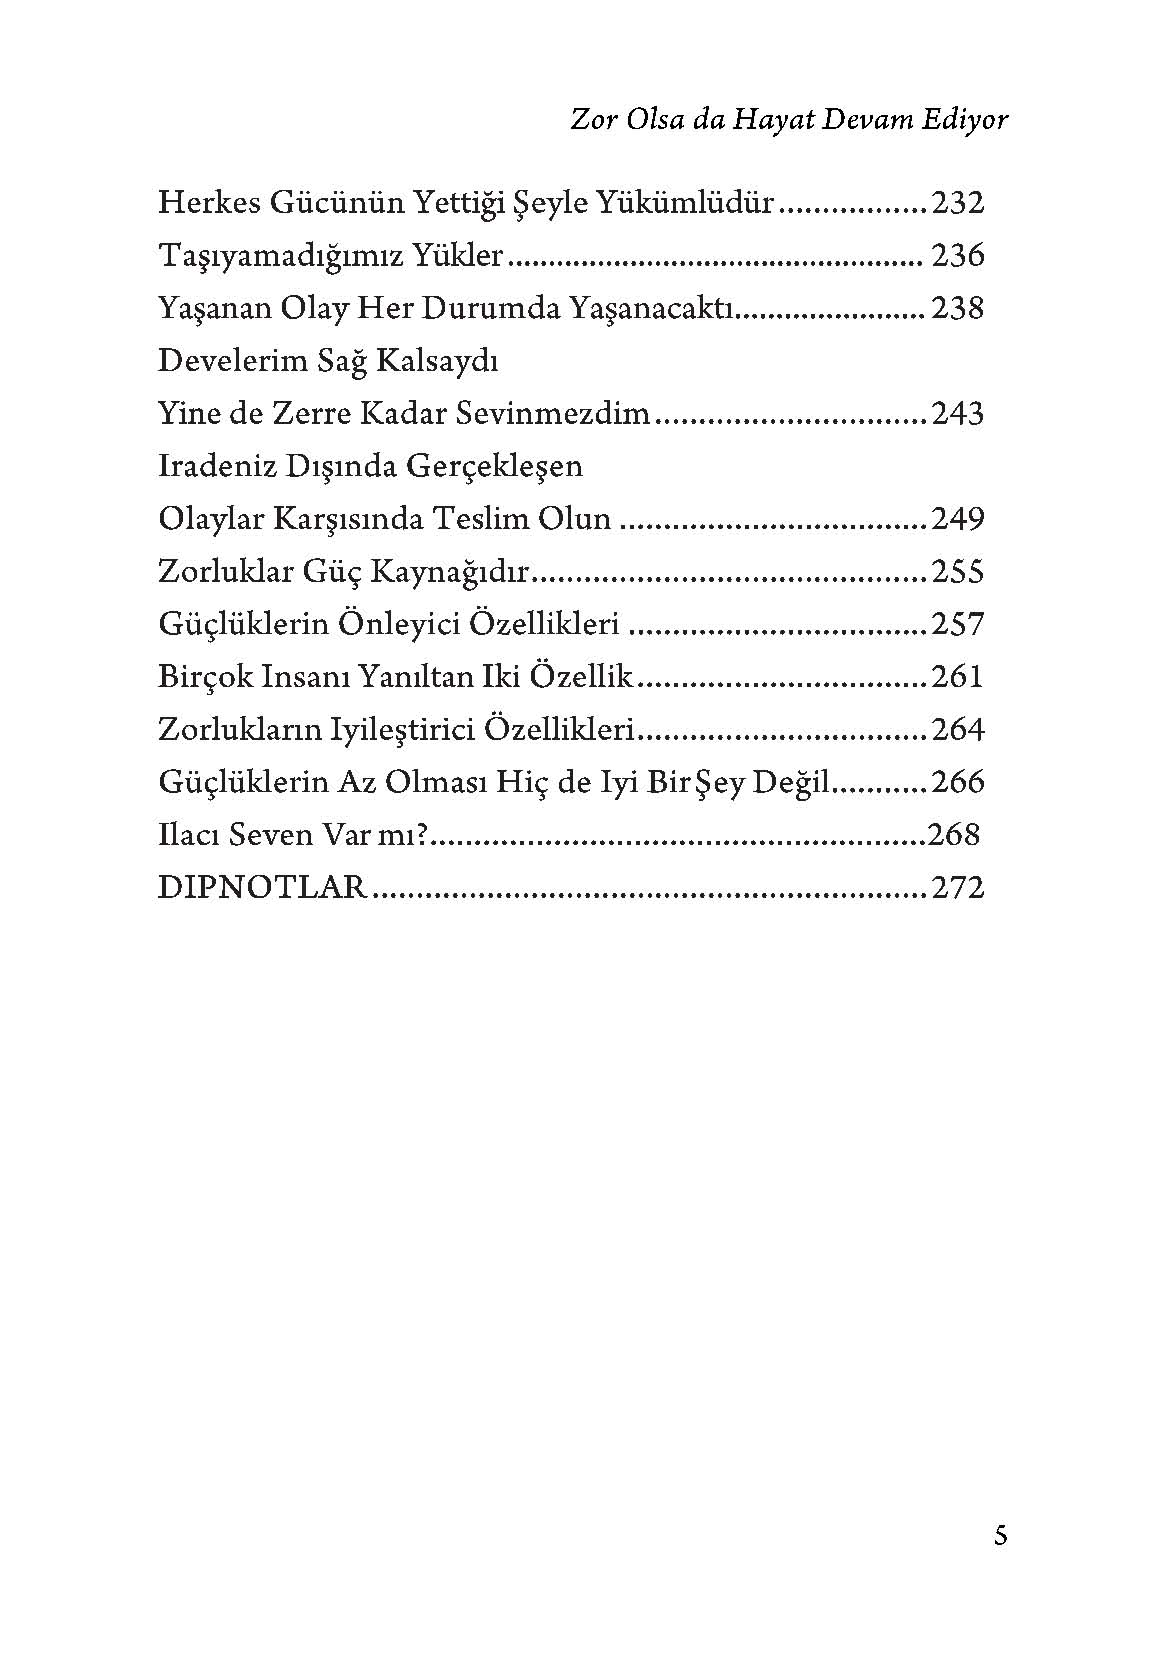 Zor Olsa da Hayat Devam Ediyor
Herkes Gücünün Yettiği Şeyle Yükümlüdür.................232
Taşıyamadığımız Yükler................................................... 236
Yaşanan Olay Her Durumda Yaşanacaktı.......................238
Develerim Sağ Kalsaydı
Yine de Zerre Kadar Sevinmezdim...............................243
Iradeniz Dışında Gerçekleşen
Olaylar Karşısında Teslim Olun ...................................249
Zorluklar Güç Kaynağıdır.............................................255
Güçlüklerin Önleyici Özellikleri ..................................257
Birçok Insanı Yanıltan Iki Özellik.................................261
Zorlukların Iyileştirici Özellikleri.................................264
Güçlüklerin Az Olması Hiç de Iyi Bir Şey Değil...........266
Ilacı Seven Var mı?........................................................268
DIPNOTLAR...............................................................272
5